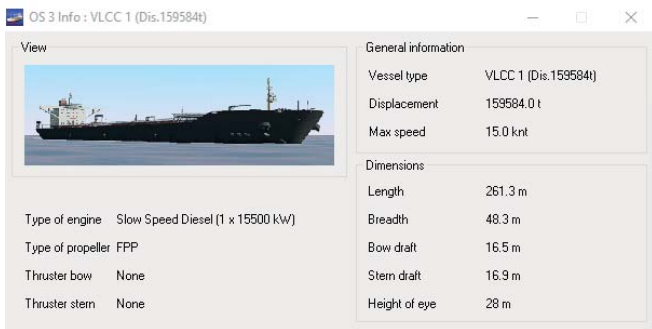 OS 3 Info : VLCC 1 (Dis.159584t)
View
Type of engine Slow Speed Diesel (1 x 15500 kW)
Type of propeller FPP
Thruster bow None
Thruster stern None
General information
Vessel type VLCC 1 (Dis.159584t)
Displacement 159584.0 t
Max speed 15.0 knt
Dimensions
Length 261.3 m
Breadth 48.3 m
Bow draft 16.5 m
Stern draft 16.9 m
Height of eye 28 m